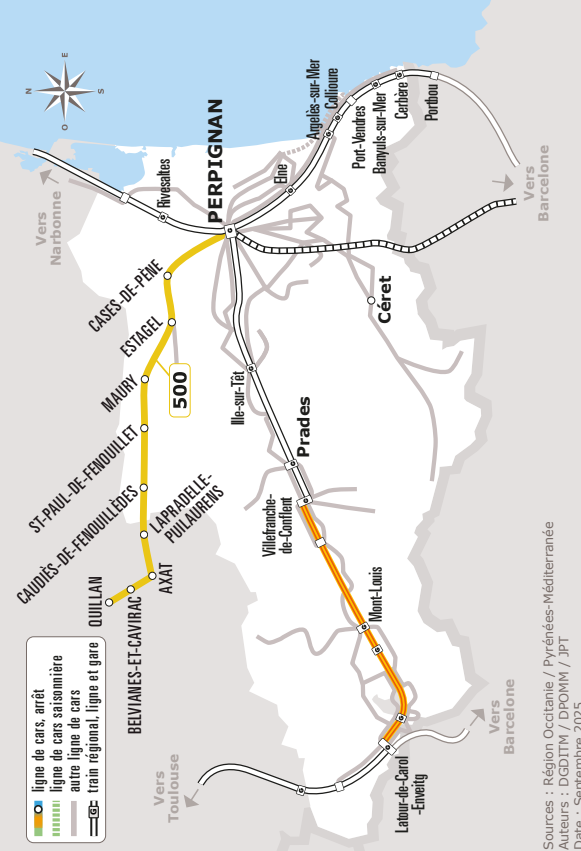 N
E
S
O
Vers
Narbonne
Rivesaltes
PERPIGNAN
Elne
Argelès-sur-Mer
Collioure
Port-Vendres
Banyuls-sur-Mer
Cerbère
Portbou
Vers
Barcelone
CASES-DE-PÈNE
ESTAGEL
MAURY
500
ST-PAUL-DE-FENOUILLET
CAUDIÈS-DE-FENOUILLÈDES
LAPRADELLE-
PUILAURENS
AXAT
QUILLAN
BELVIANES-ET-CAVIRAC
Ille-sur-Têt
Céret
Prades
Villefranche-
de-Conflent
Mont-Louis
Latour-de-Carol
-Enveitg
Vers
Toulouse
Vers
Barcelone
ligne de cars, arrêt
ligne de cars saisonnière
autre ligne de cars
train régional, ligne et gare
Sources : Région Occitanie / Pyrénées-Méditerranée
Auteurs : DGDITM / DPOMM / JPT
Date : Septembre 2025